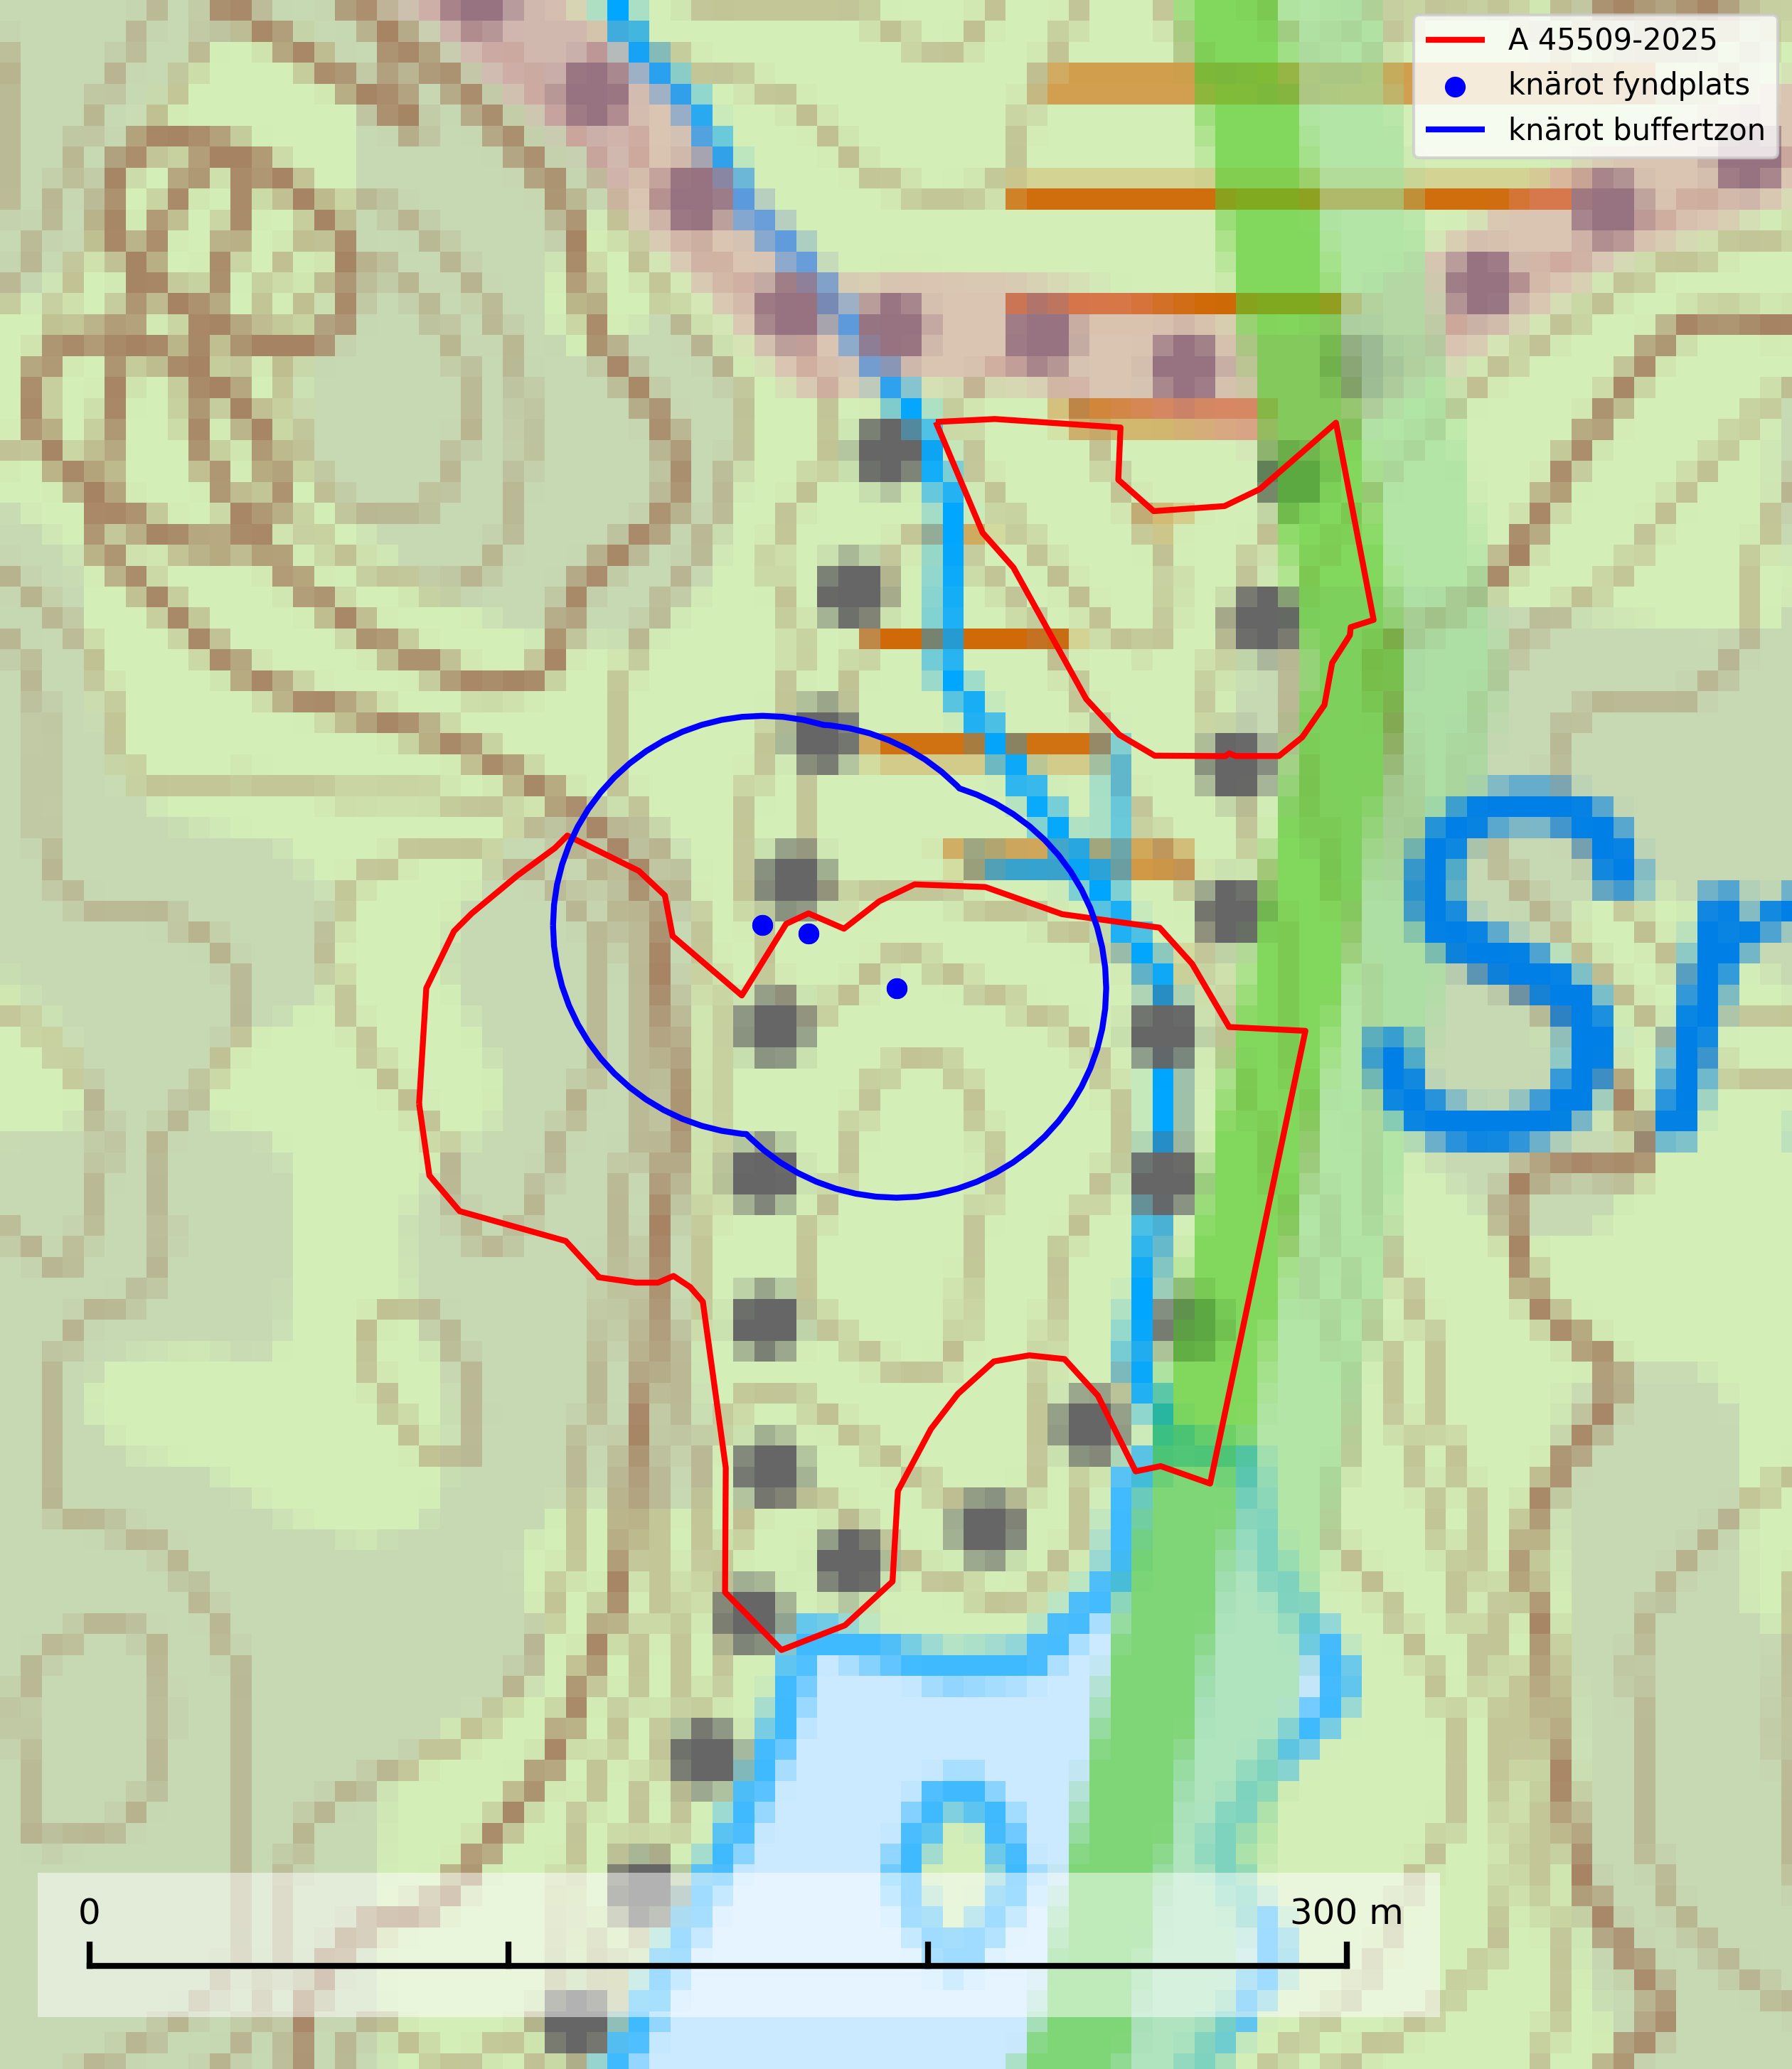 A 45509-2025
knärot fyndplats
knärot buffertzon
0
300 m